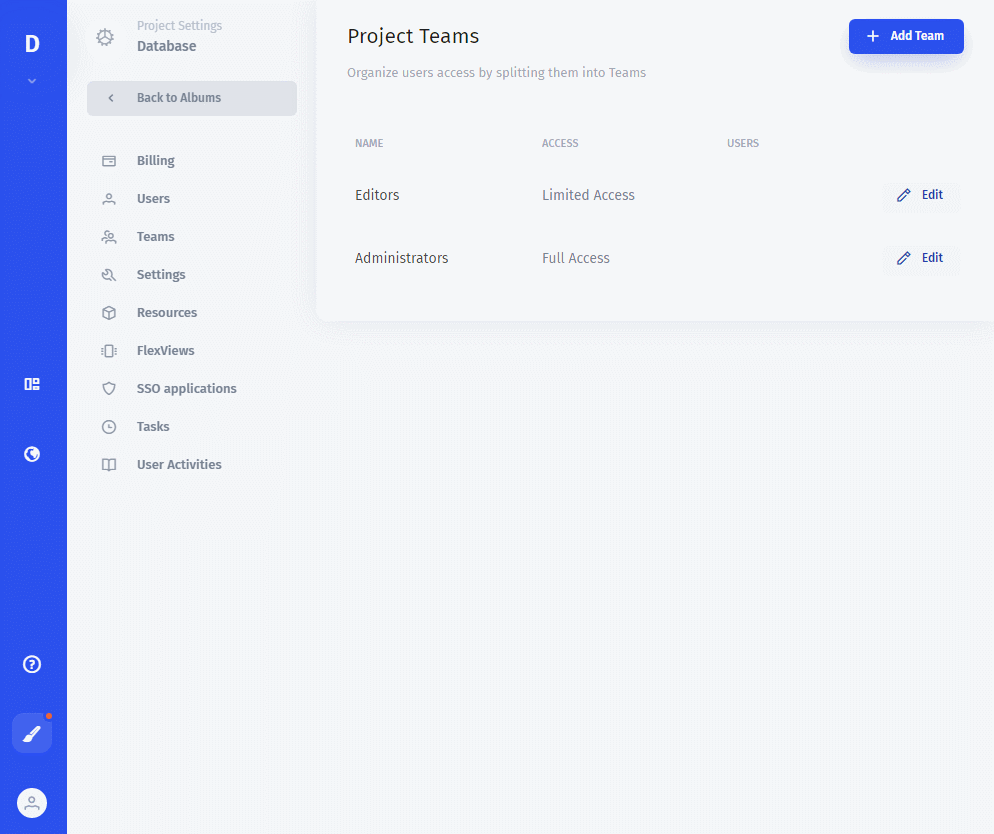 D
Project Settings
Database
Back to Albums
Billing
Users
Teams
Settings
Resources
FlexViews
SSO applications
Tasks
User Activities
Project Teams
Add Team
Organize users access by splitting them into Teams
NAME ACCESS USERS
Editors Limited Access Edit
Administrators Full Access Edit